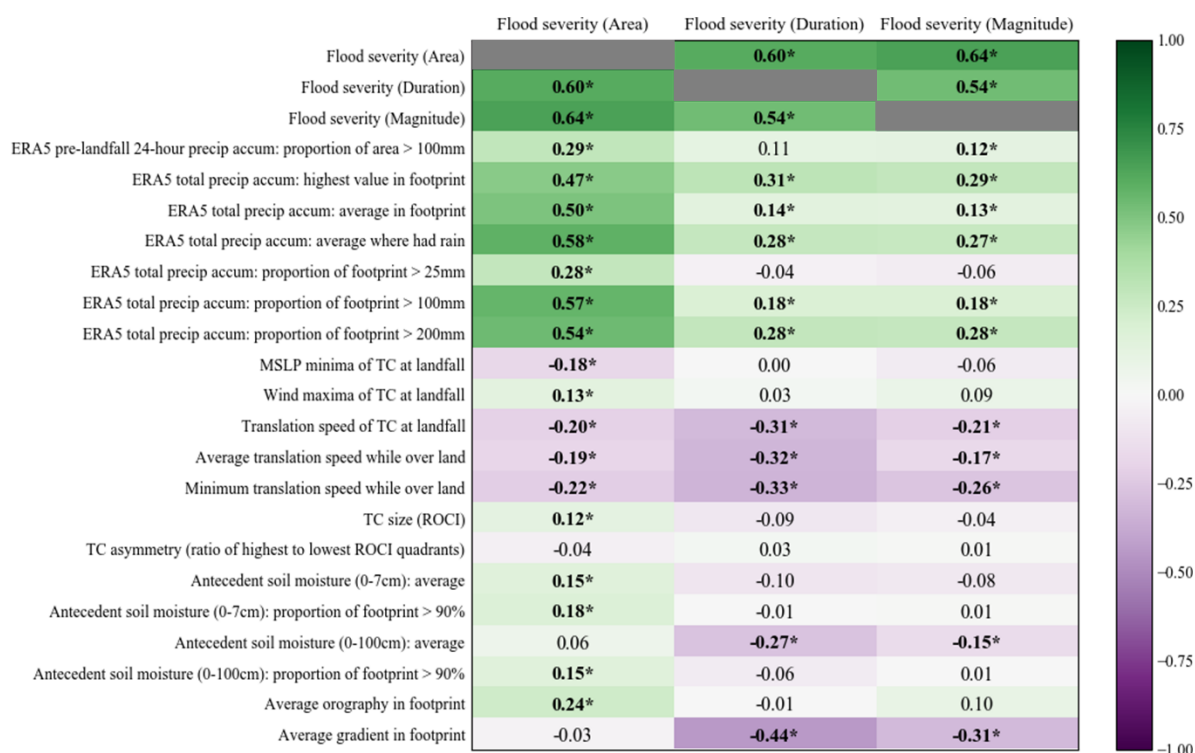 Flood severity (Area) Flood severity (Duration) Flood severity (Magnitude)
Flood severity (Area) 0.60* 0.64* 1.00
Flood severity (Duration) 0.60* 0.54*
Flood severity (Magnitude) 0.64* 0.54* 0.75
ERA5 pre-landfall 24-hour precip accum: proportion of area > 100mm 0.29* 0.11 0.12*
ERA5 total precip accum: highest value in footprint 0.47* 0.31* 0.29*
ERA5 total precip accum: average in footprint 0.50* 0.14* 0.13* 0.50
ERA5 total precip accum: average where had rain 0.58* 0.28* 0.27*
ERA5 total precip accum: proportion of footprint > 25mm 0.28* -0.04 -0.06
ERA5 total precip accum: proportion of footprint > 100mm 0.57* 0.18* 0.18* 0.25
ERA5 total precip accum: proportion of footprint > 200mm 0.54* 0.28* 0.28*
MSLP minima of TC at landfall -0.18* 0.00 -0.06
Wind maxima of TC at landfall 0.13* 0.03 0.09 0.00
Translation speed of TC at landfall -0.20* -0.31* -0.21*
Average translation speed while over land -0.19* -0.32* -0.17*
Minimum translation speed while over land -0.22* -0.33* -0.26* −0.25
TC size (ROCI) 0.12* -0.09 -0.04
TC asymmetry (ratio of highest to lowest ROCI quadrants) -0.04 0.03 0.01
Antecedent soil moisture (0-7cm): average 0.15* -0.10 -0.08 −0.50
Antecedent soil moisture (0-7cm): proportion of footprint > 90% 0.18* -0.01 0.01
Antecedent soil moisture (0-100cm): average 0.06 -0.27* -0.15* −0.75
Antecedent soil moisture (0-100cm): proportion of footprint > 90% 0.15* -0.06 0.01
Average orography in footprint 0.24* -0.01 0.10
Average gradient in footprint -0.03 -0.44* -0.31* −1.00